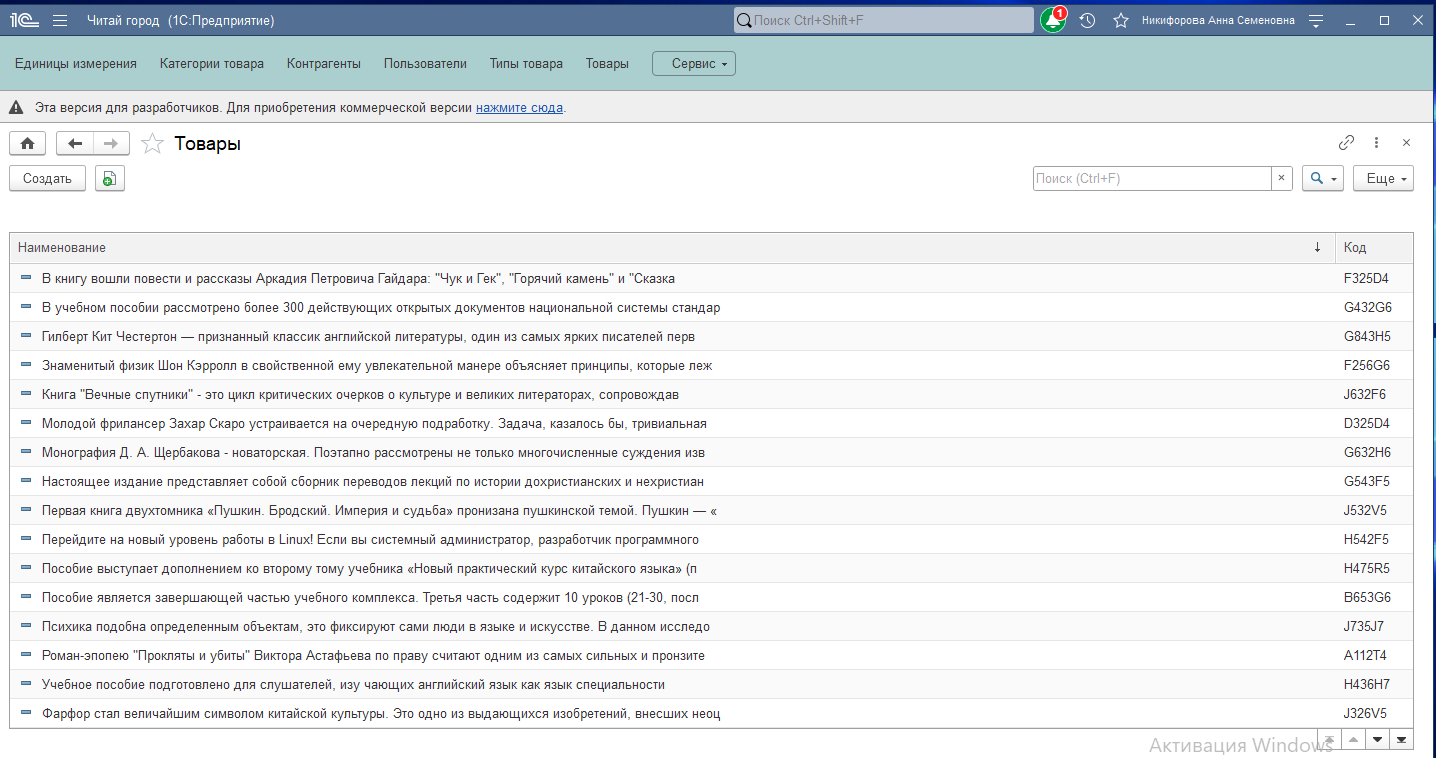 1С Читай город (1С:Предприятие) Поиск Ctrl+Shift+F 1 Никифорова Анна Семеновна
Единицы измерения Категории товара Контрагенты Пользователи Типы товара Товары Сервис
Эта версия для разработчиков. Для приобретения коммерческой версии нажмите сюда.
Товары
Создать Поиск (Ctrl+F) × Еще
Наименование ↓ Код
В книгу вошли повести и рассказы Аркадия Петровича Гайдара: "Чук и Гек", "Горячий камень" и "Сказка F325D4
В учебном пособии рассмотрено более 300 действующих открытых документов национальной системы стандар G432G6
Гилберт Кит Честертон — признанный классик английской литературы, один из самых ярких писателей перв G843H5
Знаменитый физик Шон Кэрролл в свойственной ему увлекательной манере объясняет принципы, которые леж F256G6
Книга "Вечные спутники" - это цикл критических очерков о культуре и великих литераторах, сопровождав J632F6
Молодой фрилансер Захар Скаро устраивается на очередную подработку. Задача, казалось бы, тривиальная D325D4
Монография Д. А. Щербакова - новаторская. Поэтапно рассмотрены не только многочисленные суждения изв G632H6
Настоящее издание представляет собой сборник переводов лекций по истории дохристианских и нехристиан G543F5
Первая книга двухтомника «Пушкин. Бродский. Империя и судьба» пронизана пушкинской темой. Пушкин — « J532V5
Перейдите на новый уровень работы в Linux! Если вы системный администратор, разработчик программного H542F5
Пособие выступает дополнением ко второму тому учебника «Новый практический курс китайского языка» (п H475R5
Пособие является завершающей частью учебного комплекса. Третья часть содержит 10 уроков (21-30, посл B653G6
Психика подобна определенным объектам, это фиксируют сами люди в языке и искусстве. В данном исследо J735J7
Роман-эпопею "Прокляты и убиты" Виктора Астафьева по праву считают одним из самых сильных и пронзите A112T4
Учебное пособие подготовлено для слушателей, изу чающих английский язык как язык специальности H436H7
Фарфор стал величайшим символом китайской культуры. Это одно из выдающихся изобретений, внесших неоц J326V5
Активация Windows